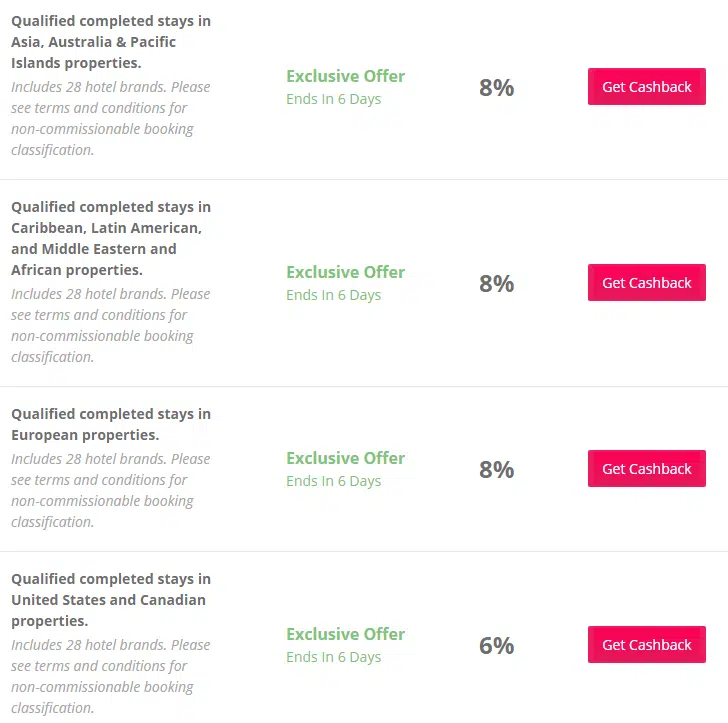 Qualified completed stays in
Asia, Australia & Pacific
Islands properties.
Includes 28 hotel brands. Please
see terms and conditions for
non-commissionable booking
classification.
Exclusive Offer
Ends In 6 Days
8%
Get Cashback
Qualified completed stays in
Caribbean, Latin American,
and Middle Eastern and
African properties.
Includes 28 hotel brands. Please
see terms and conditions for
non-commissionable booking
classification.
Exclusive Offer
Ends In 6 Days
8%
Get Cashback
Qualified completed stays in
European properties.
Includes 28 hotel brands. Please
see terms and conditions for
non-commissionable booking
classification.
Exclusive Offer
Ends In 6 Days
8%
Get Cashback
Qualified completed stays in
United States and Canadian
properties.
Includes 28 hotel brands. Please
see terms and conditions for
non-commissionable booking
classification.
Exclusive Offer
Ends In 6 Days
6%
Get Cashback